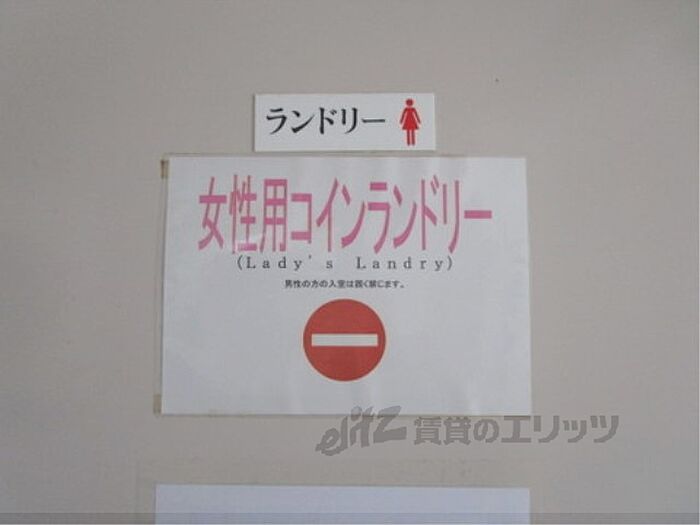 ランドリー
女性用コインランドリー
(Lady's Landry)
男性の方の入室は固く禁じます。
elitz 賃貸のエリッツ